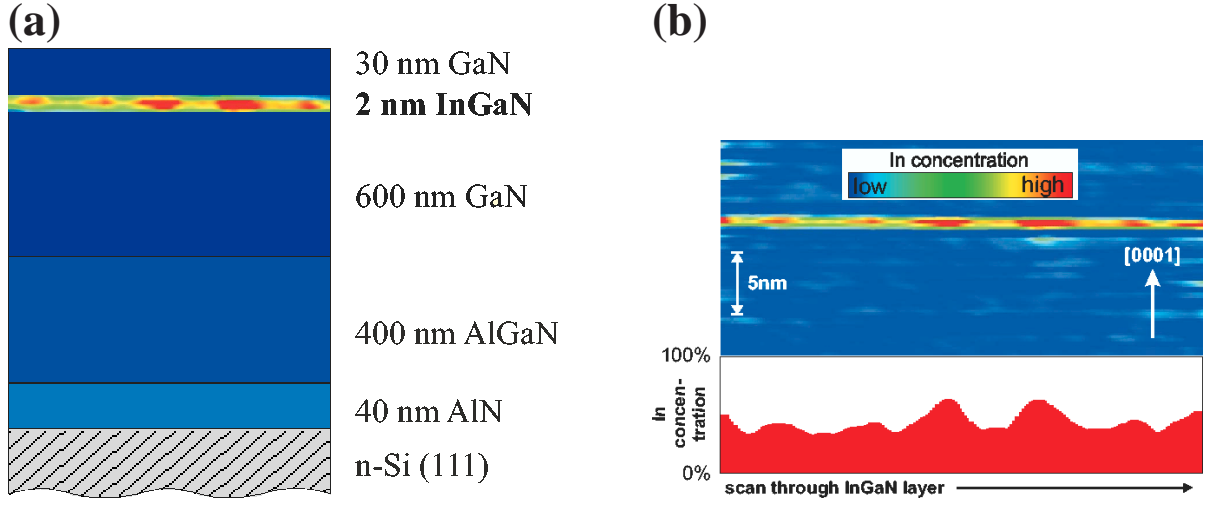 (a)
30 nm GaN
2 nm InGaN
600 nm GaN
400 nm AlGaN
40 nm AlN
n-Si (111)
(b)
In concentration
low high
[0001]
5nm
100%
In
concen-
tration
0%
scan through InGaN layer